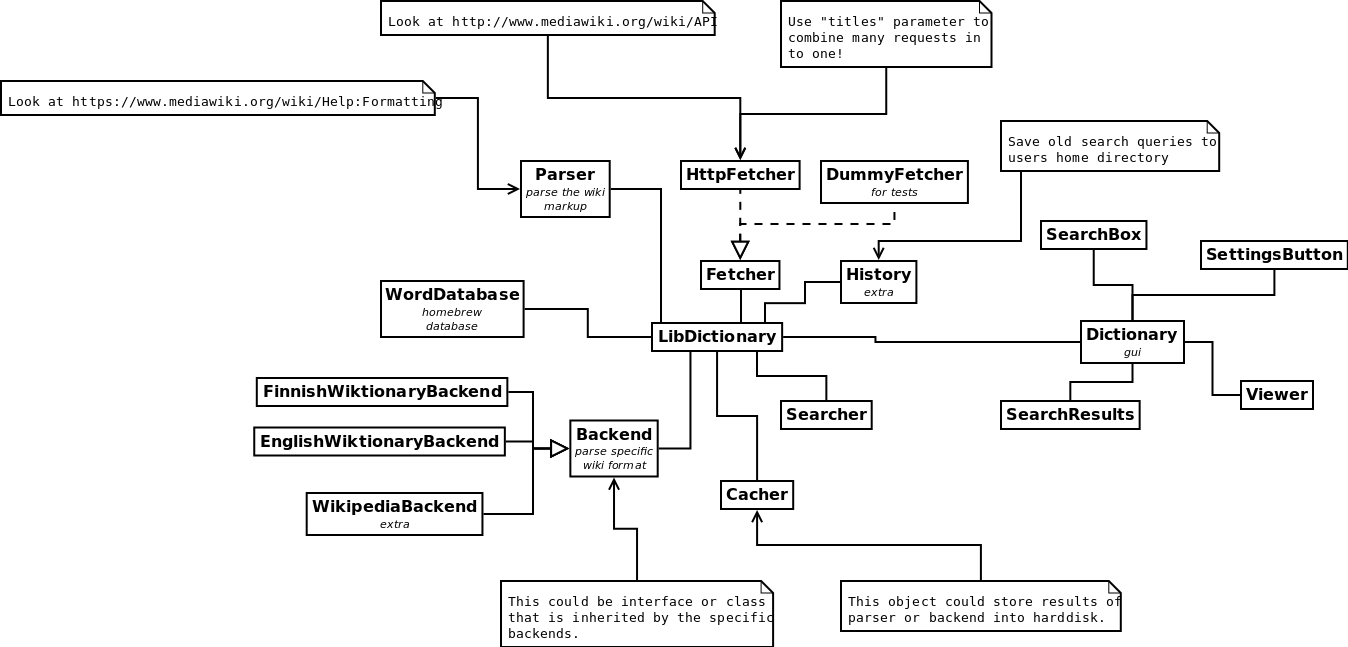 Look at http://www.mediawiki.org/wiki/API
Use "titles" parameter to
combine many requests in
to one!
Look at https://www.mediawiki.org/wiki/Help:Formatting
Save old search queries to
users home directory
Parser
parse the wiki
markup
HttpFetcher
DummyFetcher
for tests
SearchBox
SettingsButton
Fetcher
History
extra
WordDatabase
homebrew
database
LibDictionary
Dictionary
gui
FinnishWiktionaryBackend
EnglishWiktionaryBackend
WikipediaBackend
extra
Backend
parse specific
wiki format
Searcher
SearchResults
Viewer
Cacher
This could be interface or class
that is inherited by the specific
backends.
This object could store results of
parser or backend into harddisk.